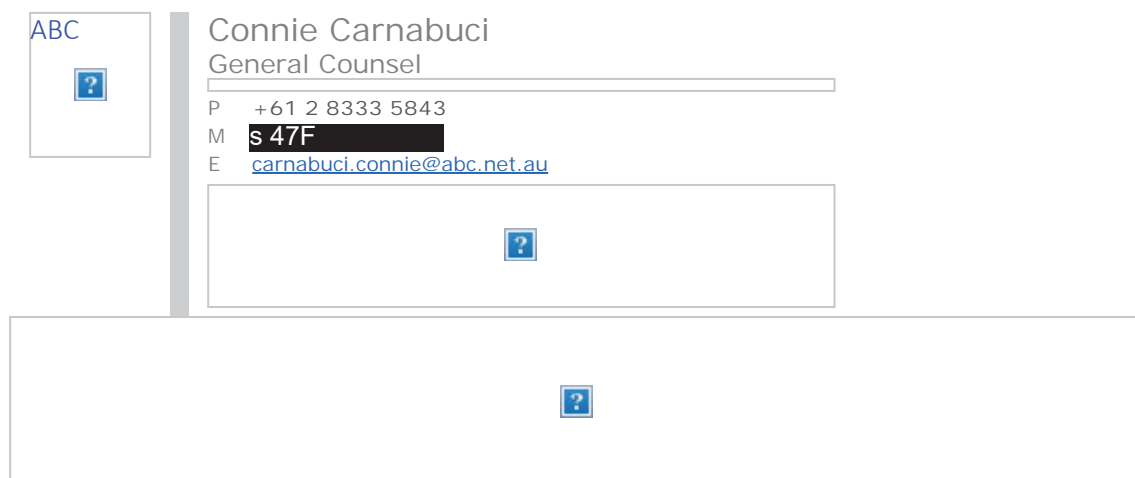 ABC
Connie Carnabuci
General Counsel
P +61 2 8333 5843
M s 47F
E carnabuci.connie@abc.net.au